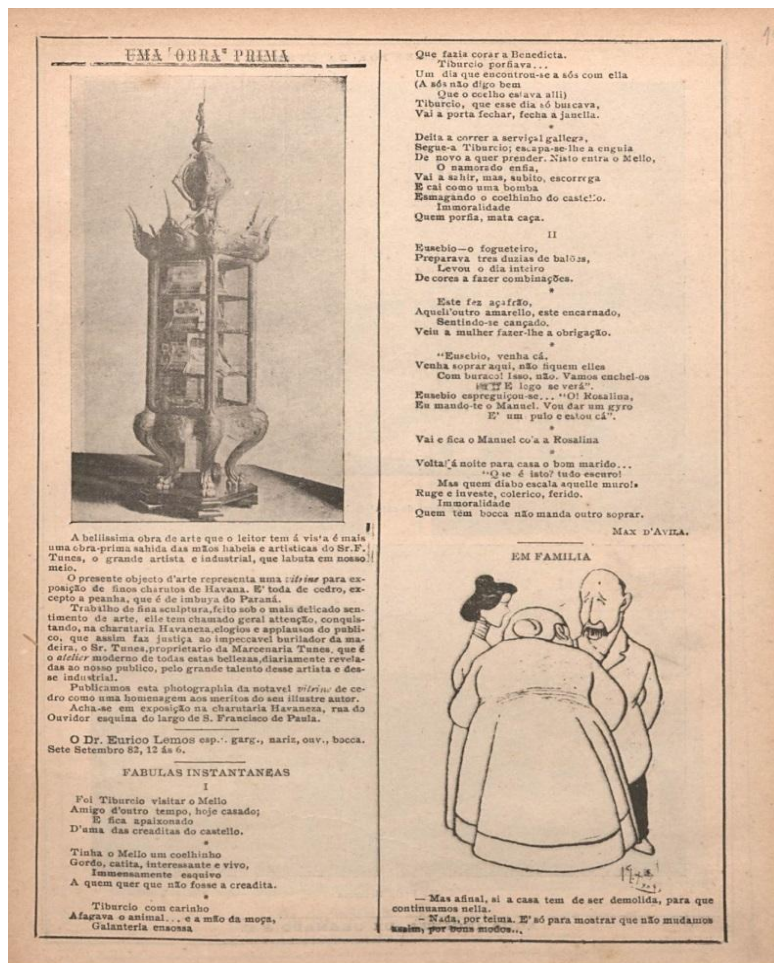 UMA "OBRA" PRIMA
A bellissima obra de arte que o leitor tem á vista é mais
uma obra-prima sahida das mãos habeis e artisticas do Sr. F.
Tunes, o grande artista e industrial, que labuta em nosso
meio.
O presente objecto d'arte representa uma vitrine para ex-
posição de finos charutos de Havana. E' toda de cedro, ex-
cepto a peanha, que é de imbuya do Paraná.
Trabalho de fina sculptura, feito sob o mais delicado sen-
timento de arte, elle tem chamado geral attenção, conquis-
tando, na charutaria Havaneza, elogios e applausos do publi-
co, que assim faz justiça ao impeccavel burilador da ma-
deira, o Sr. Tunes, proprietario da Marcenaria Tunes, que é
o atelier moderno de todas estas bellezas, diariamente revela-
das ao nosso publico, pelo grande talento desse artista e des-
se industrial.
Publicamos esta photographia da notavel vitrine de ce-
dro como uma homenagem aos meritos do seu illustre autor.
Acha-se em exposição na charutaria Havaneza, rua do
Ouvidor esquina do largo de S. Francisco de Paula.
O Dr. Eurico Lemos esp. garg., nariz, ouv., bocca.
Sete Setembro 82, 12 ás 6.
FABULAS INSTANTANEAS
I
Foi Tiburcio visitar o Mello
Amigo d'outro tempo, hoje casado;
E fica apaixonado
D'uma das creaditas do castello.
*
Tinha o Mello um coelhinho
Gordo, catita, interessante e vivo,
Immensamente esquivo
A quem quer que não fosse a creadita.
*
Tiburcio com carinho
Afagava o animal... e a mão da moça,
Galanteria ensossa
Que fazia corar a Benedicta.
Tiburcio porfiava...
Um dia que encontrou-se a sós com ella
(A sós não digo bem
Que o coelho estava alli)
Tiburcio, que esse dia só buscava,
Vai a porta fechar, fecha a janella.
*
Deita a correr a serviçal gallega,
Segue-a Tiburcio; escapa-se-lhe a enguia
De novo a quer prender. Nisto entra o Mello,
O namorado enfia,
Vai a sahir, mas, subito, escorrega
E cai como uma bomba
Esmagando o coelhinho do castello.
Immoralidade
Quem porfia, mata caça.
II
Eusebio—o fogueteiro,
Preparava tres duzias de balões,
Levou o dia inteiro
De cores a fazer combinações.
*
Este fez açafrão,
Aquell'outro amarello, este encarnado,
Sentindo-se cançado,
Veiu a mulher fazer-lhe a obrigação.
*
"Eusebio, venha cá,
Venha soprar aqui, não fiquem elles
Com buraco! Isso, não. Vamos enchel-os
E logo se verá".
Eusebio espreguiçou-se... "O! Rosalina,
Eu mando-te o Manuel. Vou dar um gyro
E' um pulo e estou cá".
*
Vai e fica o Manuel co'a a Rosalina
*
Volta á noite para casa o bom marido...
"Que é isto? tudo escuro!
Mas quem diabo escala aquelle muro!»
Ruge e investe, colerico, ferido.
Immoralidade
Quem tem bocca não manda outro soprar.
MAX D'AVILA.
EM FAMILIA
— Mas afinal, si a casa tem de ser demolida, para que
continuamos nella.
— Nada, por teima. E' só para mostrar que não mudamos
assim, por bons modos...